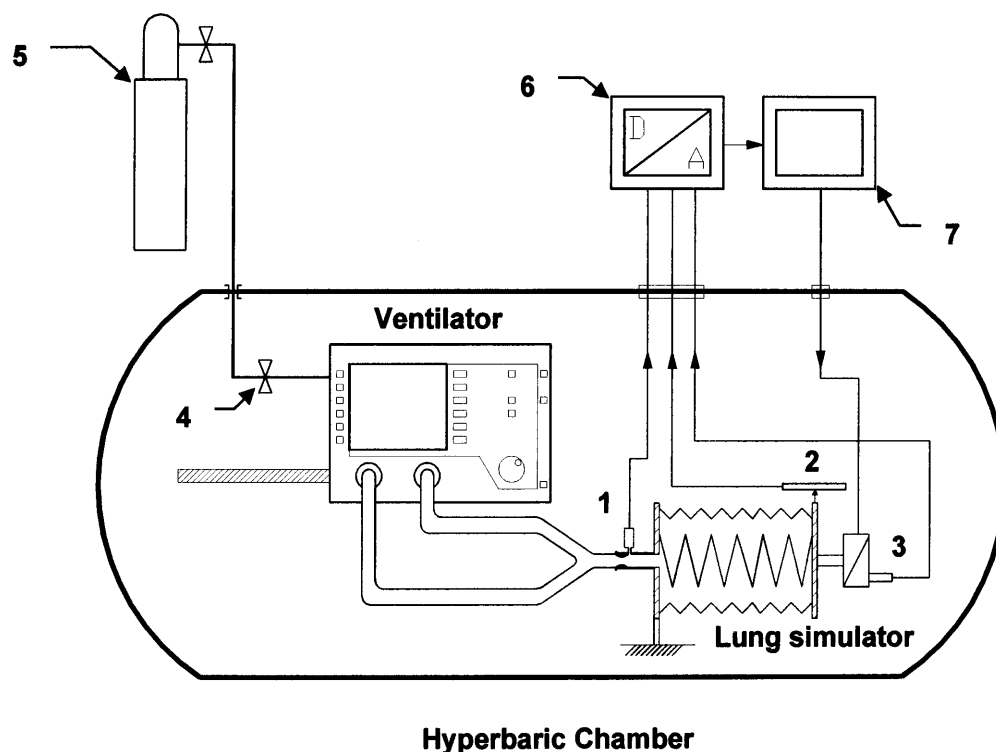 5
6
D
A
7
Ventilator
4
1
2
3
Lung simulator
Hyperbaric Chamber